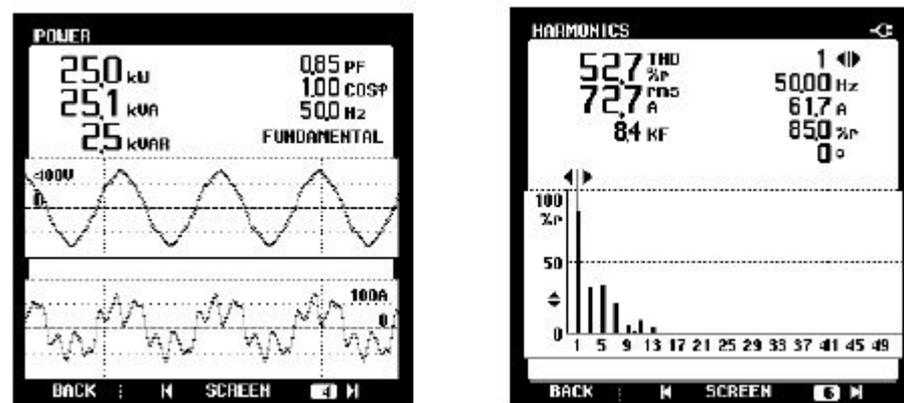 POWER
25.0 kW
25.1 kVA
2.5 kVAR
0.85 PF
1.00 COSφ
50.0 Hz
FUNDAMENTAL
400V
0
100A
0
BACK
SCREEN
4
HARMONICS
52.7 THD %r
72.7 rms A
8.4 KF
1
50.00 Hz
61.7 A
85.0 %r
0 °
100
%r
50
0
1 5 9 13 17 21 25 29 33 37 41 45 49
BACK
SCREEN
6